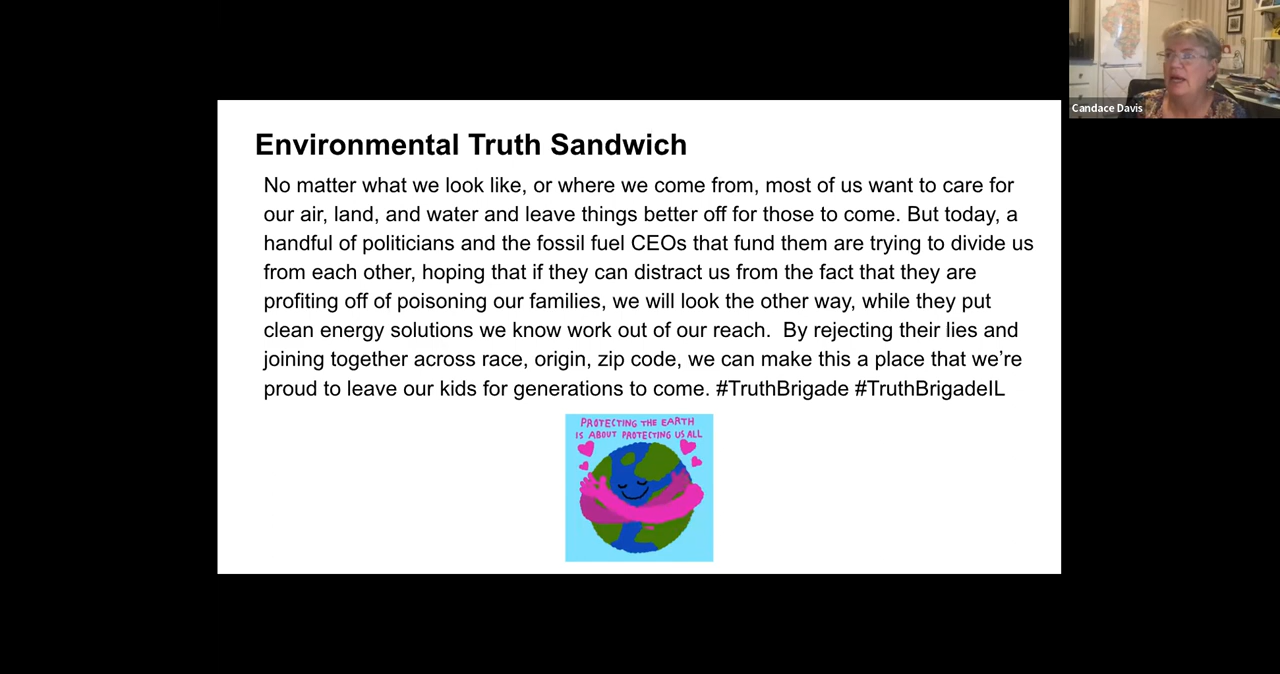 Environmental Truth Sandwich
No matter what we look like, or where we come from, most of us want to care for
our air, land, and water and leave things better off for those to come. But today, a
handful of politicians and the fossil fuel CEOs that fund them are trying to divide us
from each other, hoping that if they can distract us from the fact that they are
profiting off of poisoning our families, we will look the other way, while they put
clean energy solutions we know work out of our reach.  By rejecting their lies and
joining together across race, origin, zip code, we can make this a place that we’re
proud to leave our kids for generations to come. #TruthBrigade #TruthBrigadeIL
PROTECTING THE EARTH
IS ABOUT PROTECTING US ALL
Candace Davis